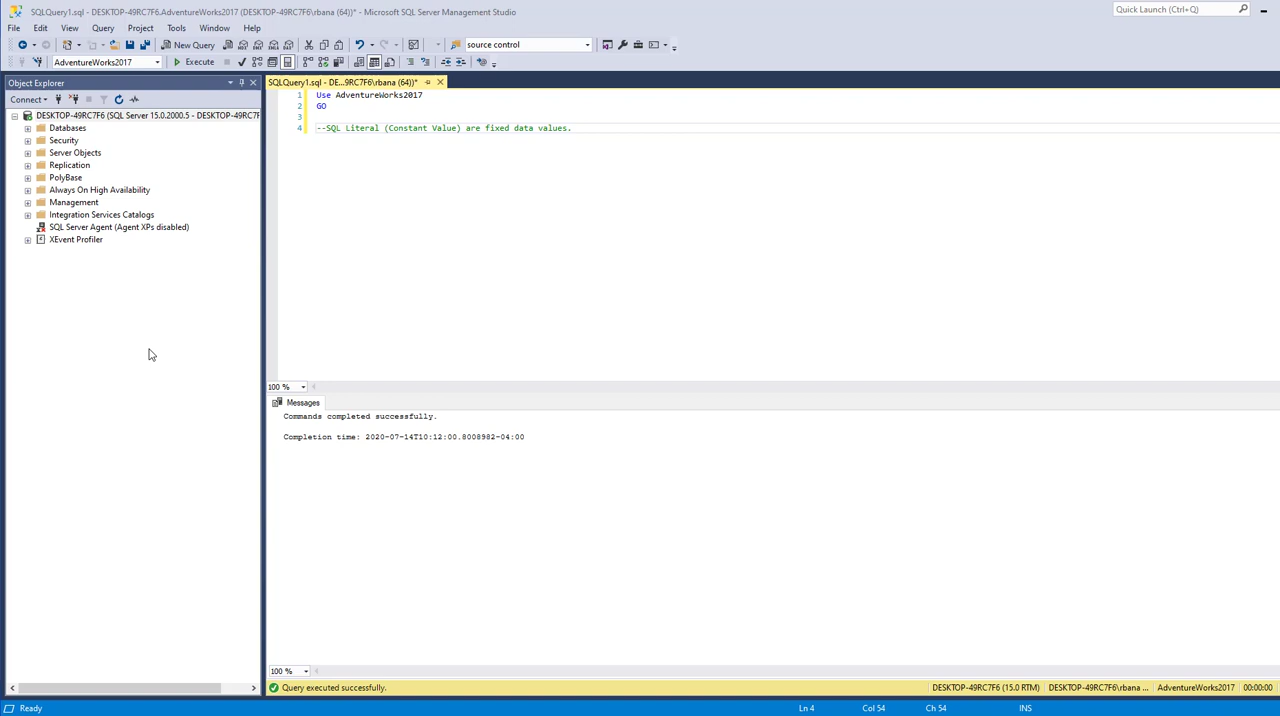 SQLQuery1.sql - DESKTOP-49RC7F6.AdventureWorks2017 (DESKTOP-49RC7F6\rbana (64))* - Microsoft SQL Server Management Studio
Quick Launch (Ctrl+Q)
File Edit View Query Project Tools Window Help
New Query
source control
AdventureWorks2017
Execute
Object Explorer
SQLQuery1.sql - DE...9RC7F6\rbana (64))*
Connect
DESKTOP-49RC7F6 (SQL Server 15.0.2000.5 - DESKTOP-49RC7F
Databases
Security
Server Objects
Replication
PolyBase
Always On High Availability
Management
Integration Services Catalogs
SQL Server Agent (Agent XPs disabled)
XEvent Profiler
1 Use AdventureWorks2017
2 GO
3
4 --SQL Literal (Constant Value) are fixed data values.
100 %
Messages
Commands completed successfully.
Completion time: 2020-07-14T10:12:00.8008982-04:00
100 %
Query executed successfully.
DESKTOP-49RC7F6 (15.0 RTM) DESKTOP-49RC7F6\rbana ... AdventureWorks2017 00:00:00
Ready
Ln 4 Col 54 Ch 54 INS